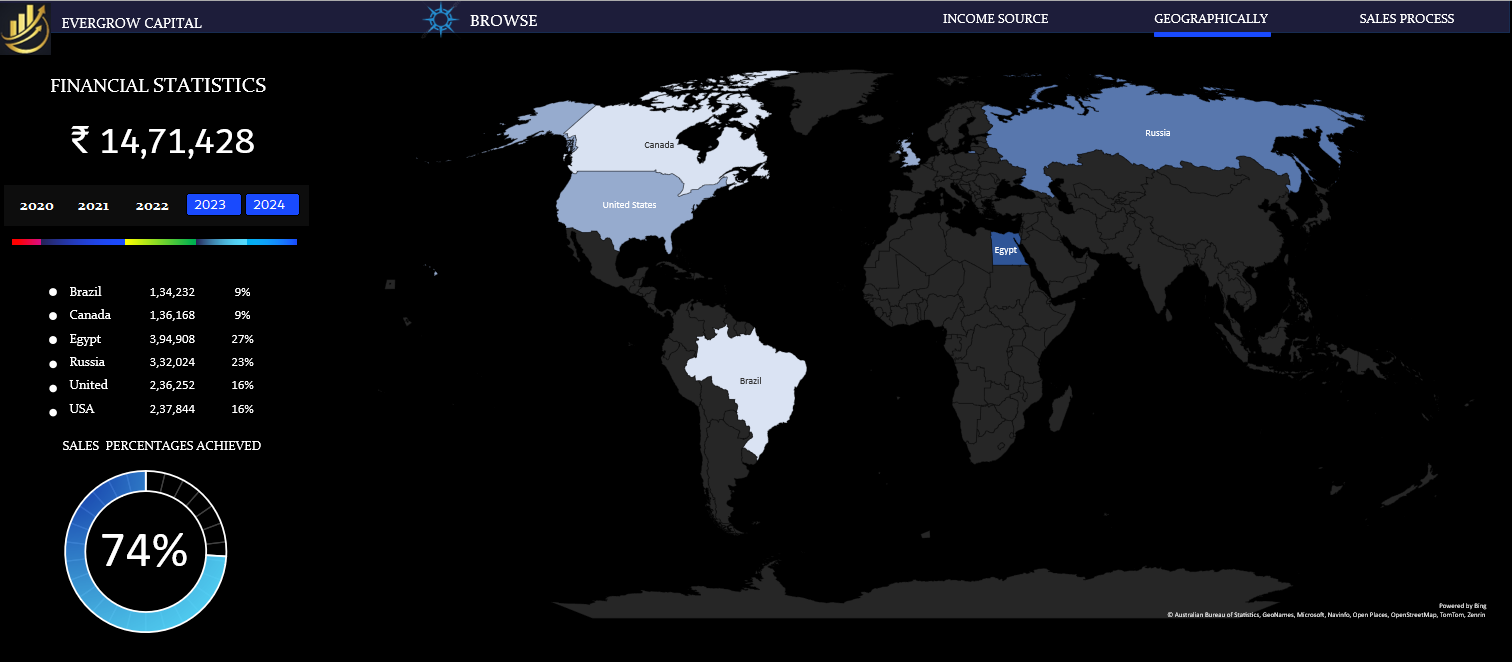 EVERGROW CAPITAL
BROWSE
INCOME SOURCE
GEOGRAPHICALLY
SALES PROCESS
FINANCIAL STATISTICS
₹ 14,71,428
2020 2021 2022 2023 2024
Brazil 1,34,232 9%
Canada 1,36,168 9%
Egypt 3,94,908 27%
Russia 3,32,024 23%
United 2,36,252 16%
USA 2,37,844 16%
SALES PERCENTAGES ACHIEVED
74%
Russia
Canada
United States
Egypt
Brazil
Powered by Bing
© Australian Bureau of Statistics, GeoNames, Microsoft, Navinfo, Open Places, OpenStreetMap, TomTom, Zenrin